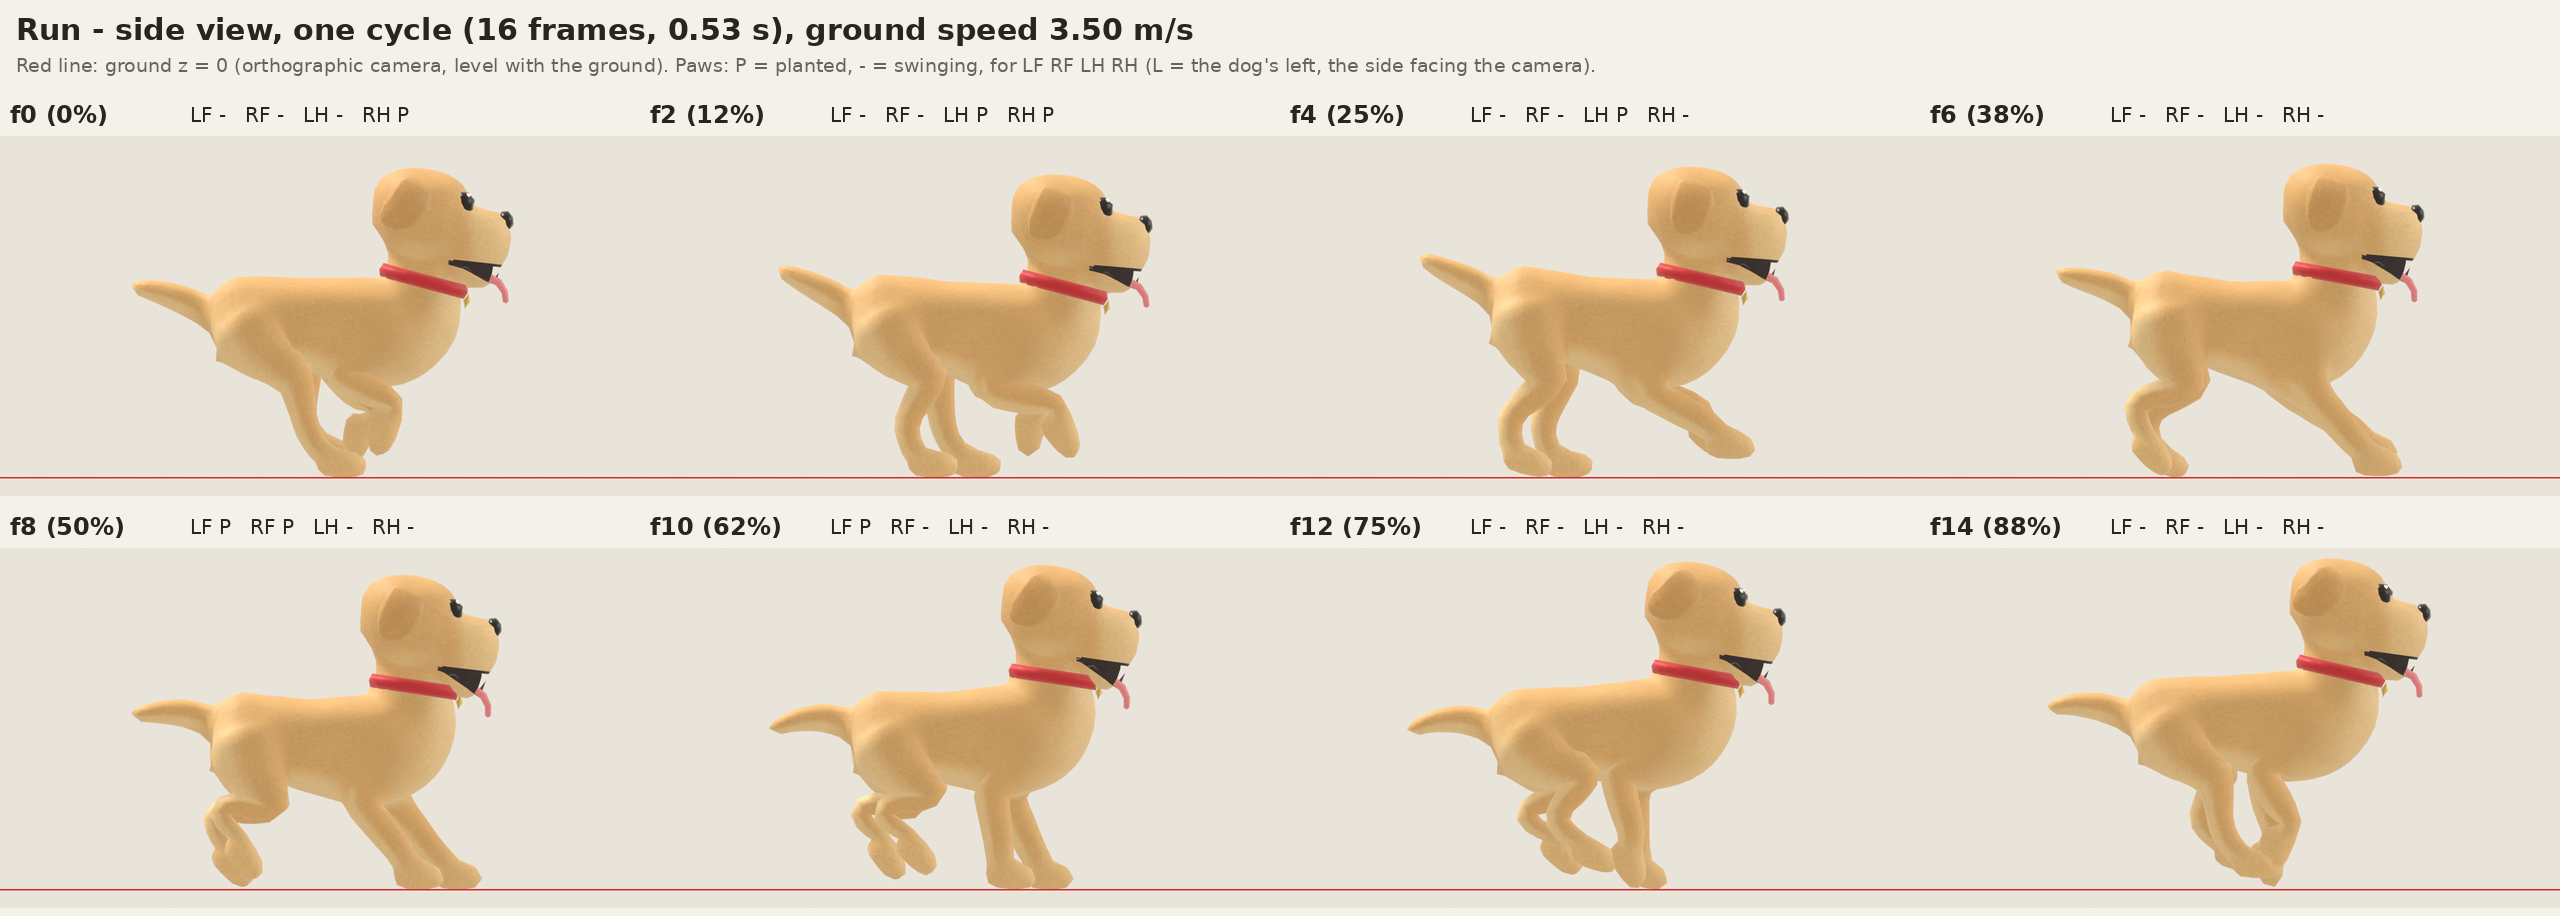 Run - side view, one cycle (16 frames, 0.53 s), ground speed 3.50 m/s
Red line: ground z = 0 (orthographic camera, level with the ground). Paws: P = planted, - = swinging, for LF RF LH RH (L = the dog's left, the side facing the camera).
f0 (0%) LF - RF - LH - RH P
f2 (12%) LF - RF - LH P RH P
f4 (25%) LF - RF - LH P RH -
f6 (38%) LF - RF - LH - RH -
f8 (50%) LF P RF P LH - RH -
f10 (62%) LF P RF - LH - RH -
f12 (75%) LF - RF - LH - RH -
f14 (88%) LF - RF - LH - RH -